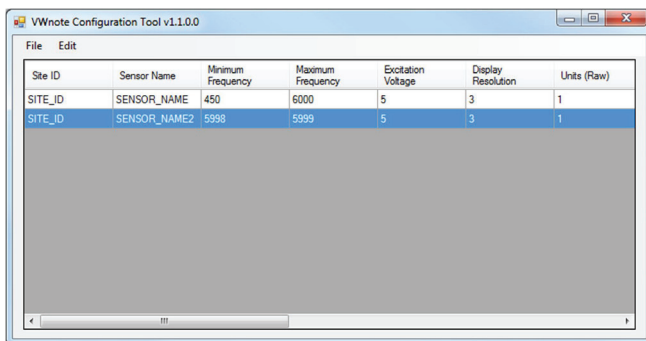 VWnote Configuration Tool v1.1.0.0
File Edit
Site ID Sensor Name Minimum Frequency Maximum Frequency Excitation Voltage Display Resolution Units (Raw)
SITE_ID SENSOR_NAME 450 6000 5 3 1
SITE_ID SENSOR_NAME2 5998 5999 5 3 1